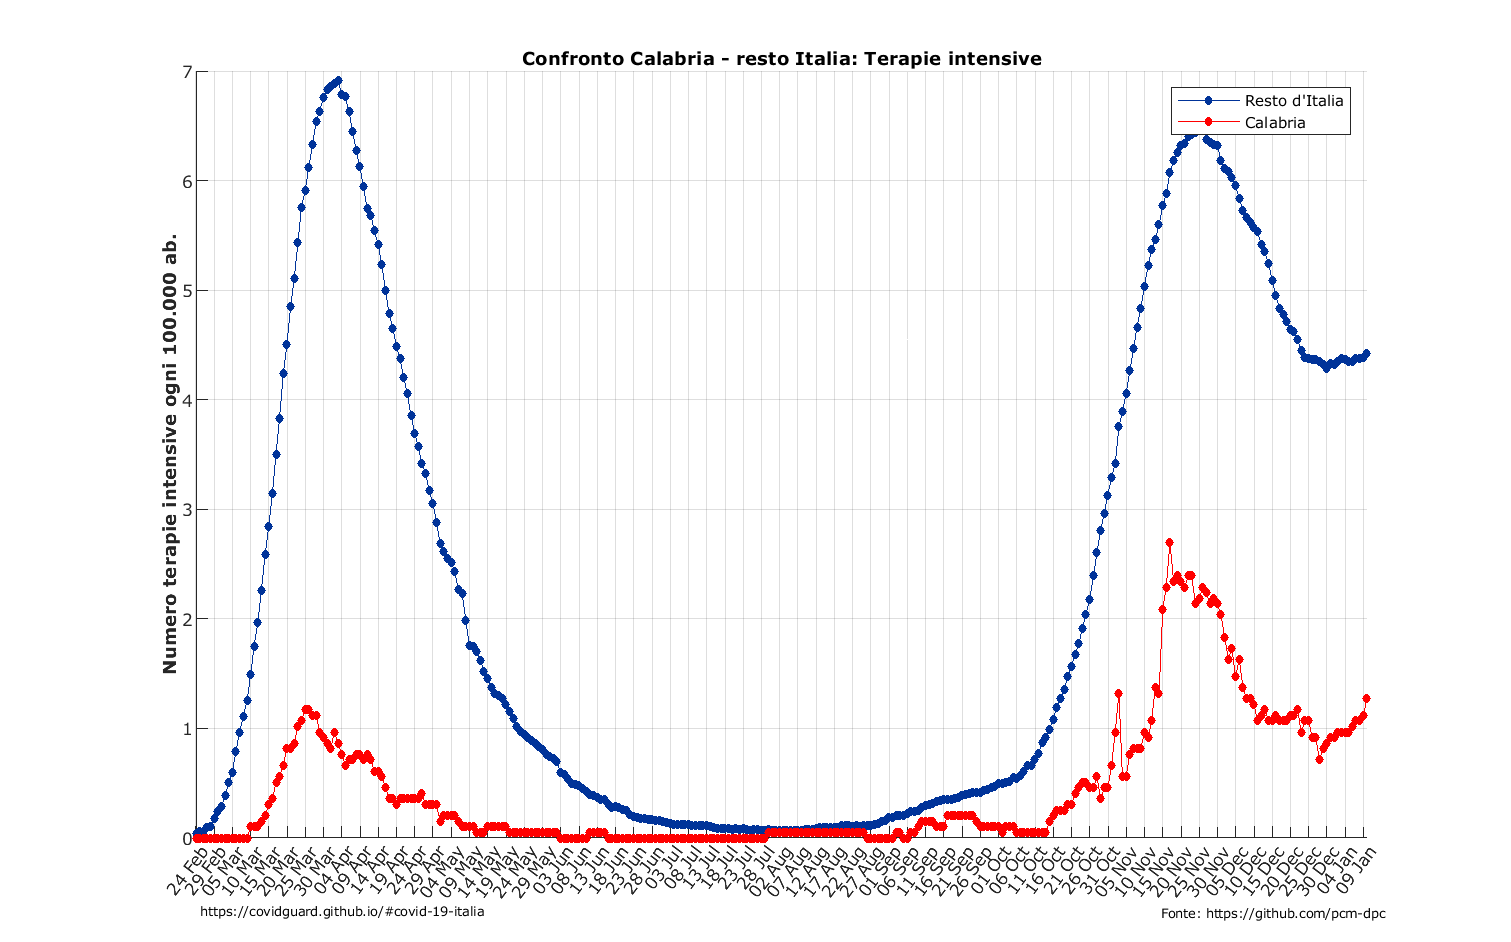 Confronto Calabria - resto Italia: Terapie intensive
Resto d'Italia
Calabria
Numero terapie intensive ogni 100.000 ab.
7
6
5
4
3
2
1
0
24 Feb
29 Feb
05 Mar
10 Mar
15 Mar
20 Mar
25 Mar
30 Mar
04 Apr
09 Apr
14 Apr
19 Apr
24 Apr
29 Apr
04 May
09 May
14 May
19 May
24 May
29 May
03 Jun
08 Jun
13 Jun
18 Jun
23 Jun
28 Jun
03 Jul
08 Jul
13 Jul
18 Jul
23 Jul
28 Jul
02 Aug
07 Aug
12 Aug
17 Aug
22 Aug
27 Aug
01 Sep
06 Sep
11 Sep
16 Sep
21 Sep
26 Sep
01 Oct
06 Oct
11 Oct
16 Oct
21 Oct
26 Oct
31 Oct
05 Nov
10 Nov
15 Nov
20 Nov
25 Nov
30 Nov
05 Dec
10 Dec
15 Dec
20 Dec
25 Dec
30 Dec
04 Jan
09 Jan
https://covidguard.github.io/#covid-19-italia
Fonte: https://github.com/pcm-dpc